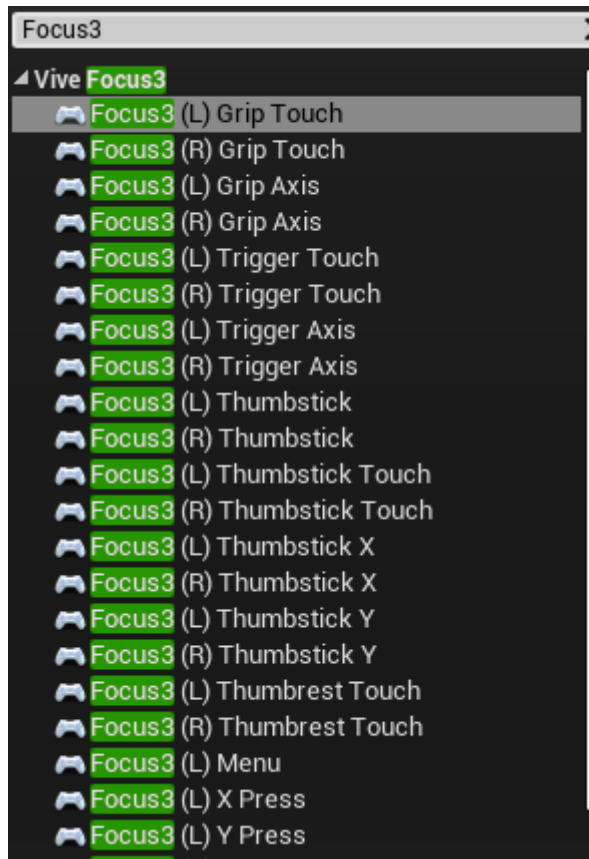 Focus3
Vive Focus3
Focus3 (L) Grip Touch
Focus3 (R) Grip Touch
Focus3 (L) Grip Axis
Focus3 (R) Grip Axis
Focus3 (L) Trigger Touch
Focus3 (R) Trigger Touch
Focus3 (L) Trigger Axis
Focus3 (R) Trigger Axis
Focus3 (L) Thumbstick
Focus3 (R) Thumbstick
Focus3 (L) Thumbstick Touch
Focus3 (R) Thumbstick Touch
Focus3 (L) Thumbstick X
Focus3 (R) Thumbstick X
Focus3 (L) Thumbstick Y
Focus3 (R) Thumbstick Y
Focus3 (L) Thumbrest Touch
Focus3 (R) Thumbrest Touch
Focus3 (L) Menu
Focus3 (L) X Press
Focus3 (L) Y Press